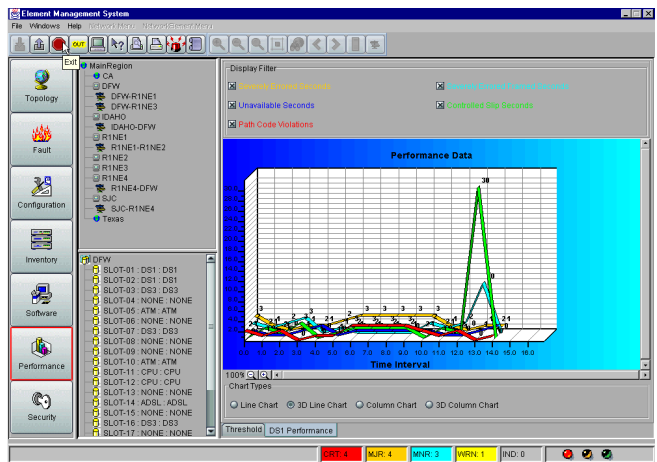 Element Management System
File Windows Help Network Menu NetworkElement Menu
OUT
Exit
Topology
Fault
Configuration
Inventory
Software
Performance
Security
MainRegion
CA
DFW
DFW-R1NE1
DFW-R1NE3
IDAHO
IDAHO-DFW
R1NE1
R1NE1-R1NE2
R1NE2
R1NE3
R1NE4
R1NE4-DFW
SJC
SJC-R1NE4
Texas
DFW
SLOT-01 : DS1 : DS1
SLOT-02 : DS1 : DS1
SLOT-03 : DS3 : DS3
SLOT-04 : NONE : NONE
SLOT-05 : ATM : ATM
SLOT-06 : NONE : NONE
SLOT-07 : DS3 : DS3
SLOT-08 : NONE : NONE
SLOT-09 : NONE : NONE
SLOT-10 : ATM : ATM
SLOT-11 : CPU : CPU
SLOT-12 : CPU : CPU
SLOT-13 : NONE : NONE
SLOT-14 : ADSL : ADSL
SLOT-15 : NONE : NONE
SLOT-16 : DS3 : DS3
SLOT-17 : NONE : NONE
Display Filter
Severely Errored Seconds
Unavailable Seconds
Controlled Slip Seconds
Path Code Violations
Performance Data
30
0.0 1.0 2.0 3.0 4.0 5.0 6.0 7.0 8.0 9.0 10.0 11.0 12.0 13.0 14.0 15.0 16.0
Time Interval
100%
Chart Types
Line Chart 3D Line Chart Column Chart 3D Column Chart
Threshold DS1 Performance
CRT: 4 MJR: 4 MNR: 3 WRN: 1 IND: 0